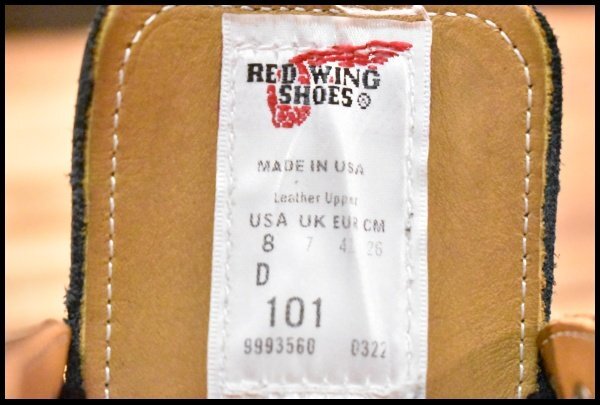 RED WING
SHOES®
MADE IN USA
Leather Upper
USA UK EUR CM
8 7 41 26
D
101
9993560 0322